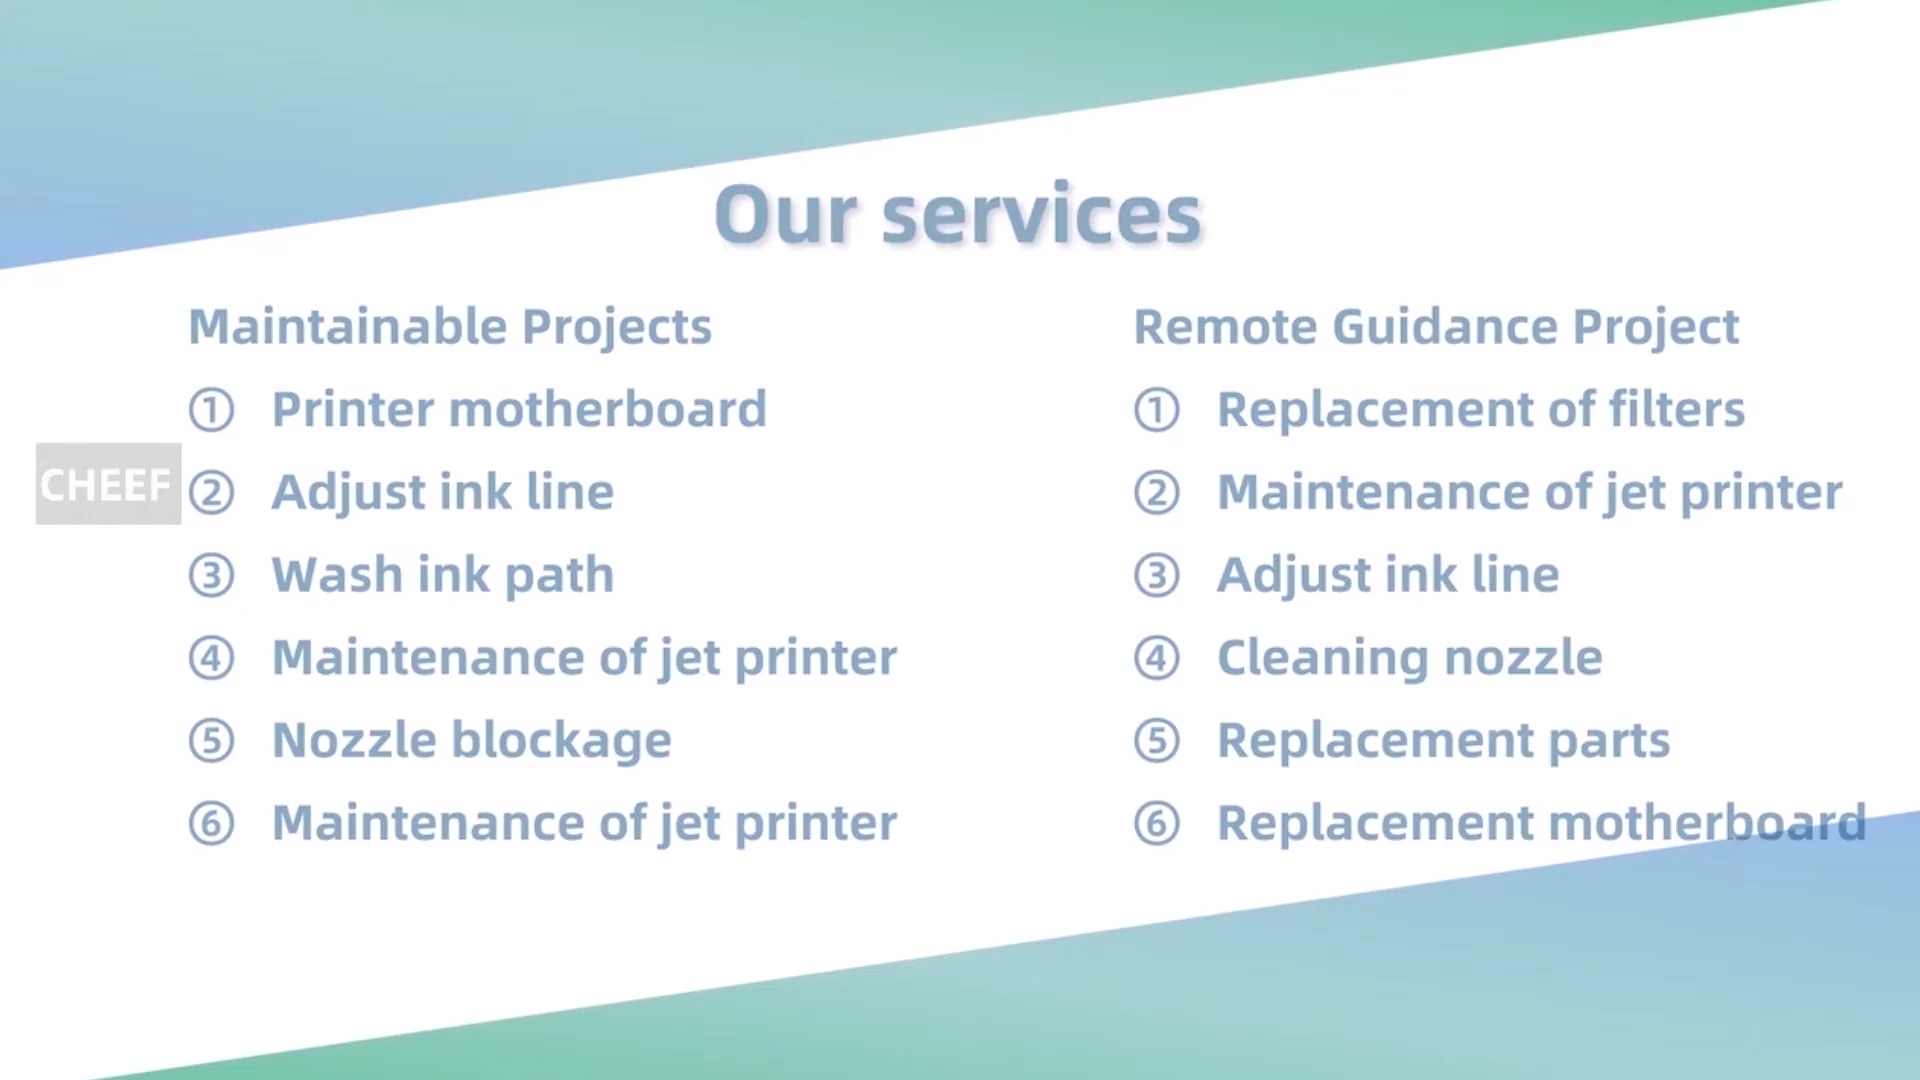 Our services
Maintainable Projects
① Printer motherboard
② Adjust ink line
③ Wash ink path
④ Maintenance of jet printer
⑤ Nozzle blockage
⑥ Maintenance of jet printer
Remote Guidance Project
① Replacement of filters
② Maintenance of jet printer
③ Adjust ink line
④ Cleaning nozzle
⑤ Replacement parts
⑥ Replacement motherboard
CHEEF